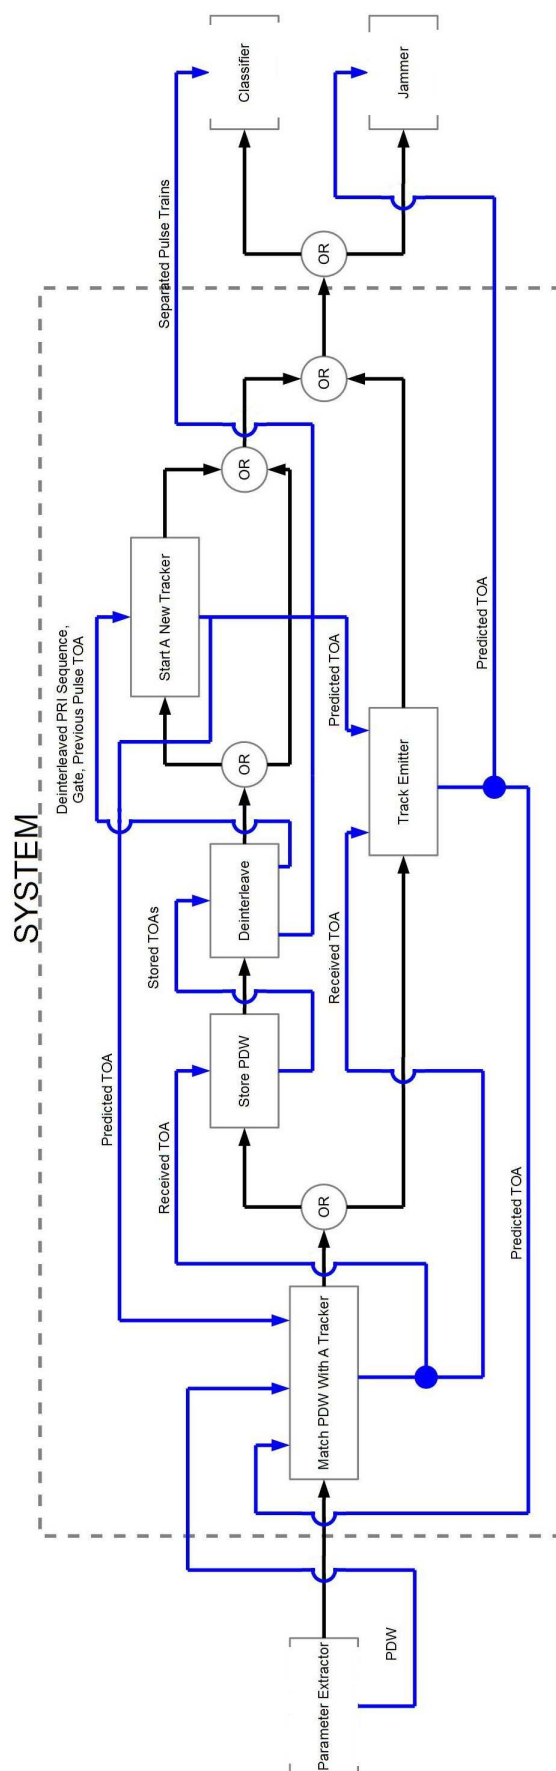 SYSTEM
Parameter Extractor
PDW
Match PDW With A Tracker
OR
Received TOA
Store PDW
Stored TOAs
Deinterleave
OR
Predicted TOA
Deinterleaved PRI Sequence,
Gate, Previous Pulse TOA
Start A New Tracker
OR
Separated Pulse Trains
Received TOA
Predicted TOA
Track Emitter
Predicted TOA
Predicted TOA
OR
OR
Classifier
Jammer